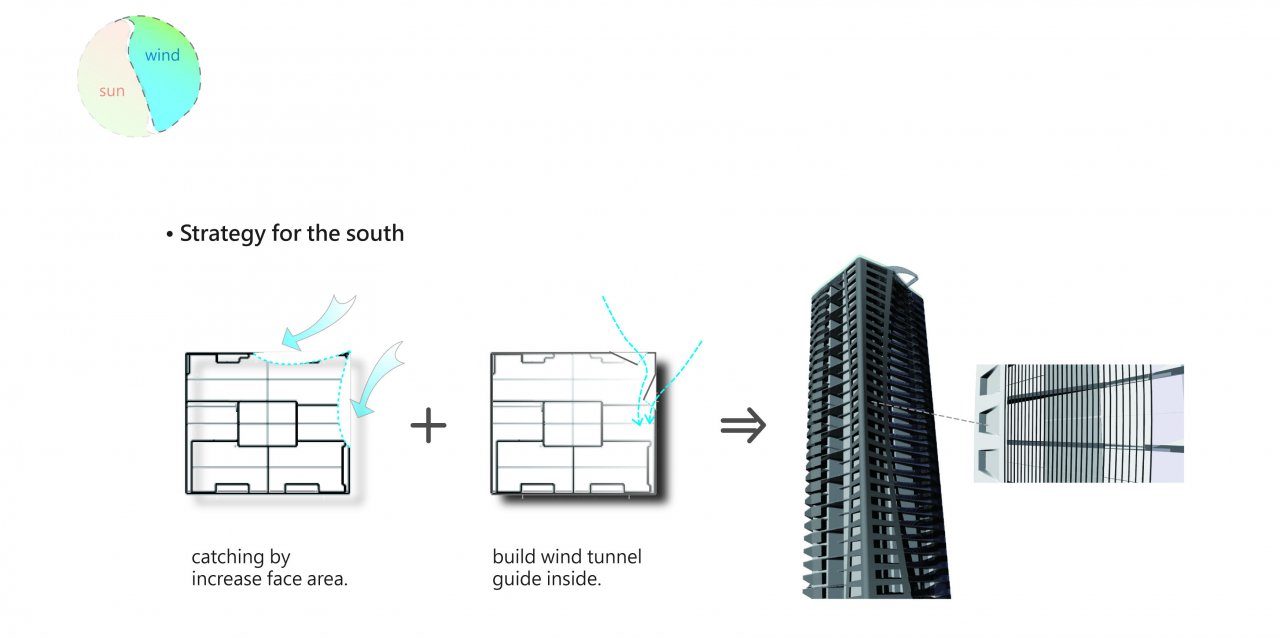 wind
sun
• Strategy for the south
catching by
increase face area.
build wind tunnel
guide inside.